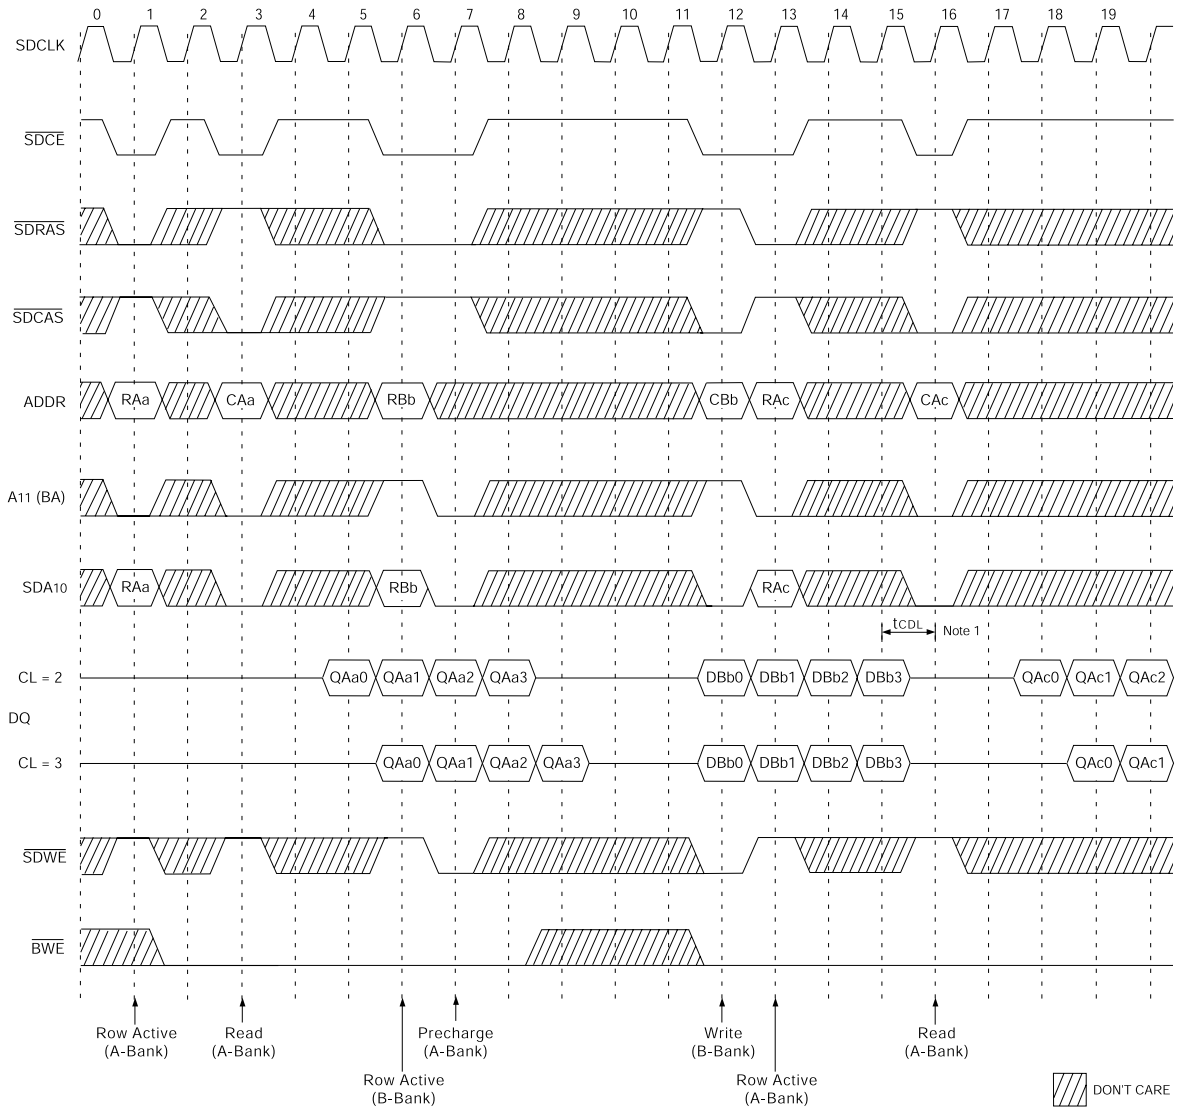 0 1 2 3 4 5 6 7 8 9 10 11 12 13 14 15 16 17 18 19
SDCLK
SDCE
SDRAS
SDCAS
ADDR RAa CAa RBb CBb RAc CAc
A11 (BA)
SDA10 RAa RBb RAc
tCDL Note 1
CL = 2 QAa0 QAa1 QAa2 QAa3 DBb0 DBb1 DBb2 DBb3 QAc0 QAc1 QAc2
DQ
CL = 3 QAa0 QAa1 QAa2 QAa3 DBb0 DBb1 DBb2 DBb3 QAc0 QAc1
SDWE
BWE
Row Active Read Precharge Write Read
(A-Bank) (A-Bank) (A-Bank) (B-Bank) (A-Bank)
Row Active Row Active
(B-Bank) (A-Bank)
DON'T CARE